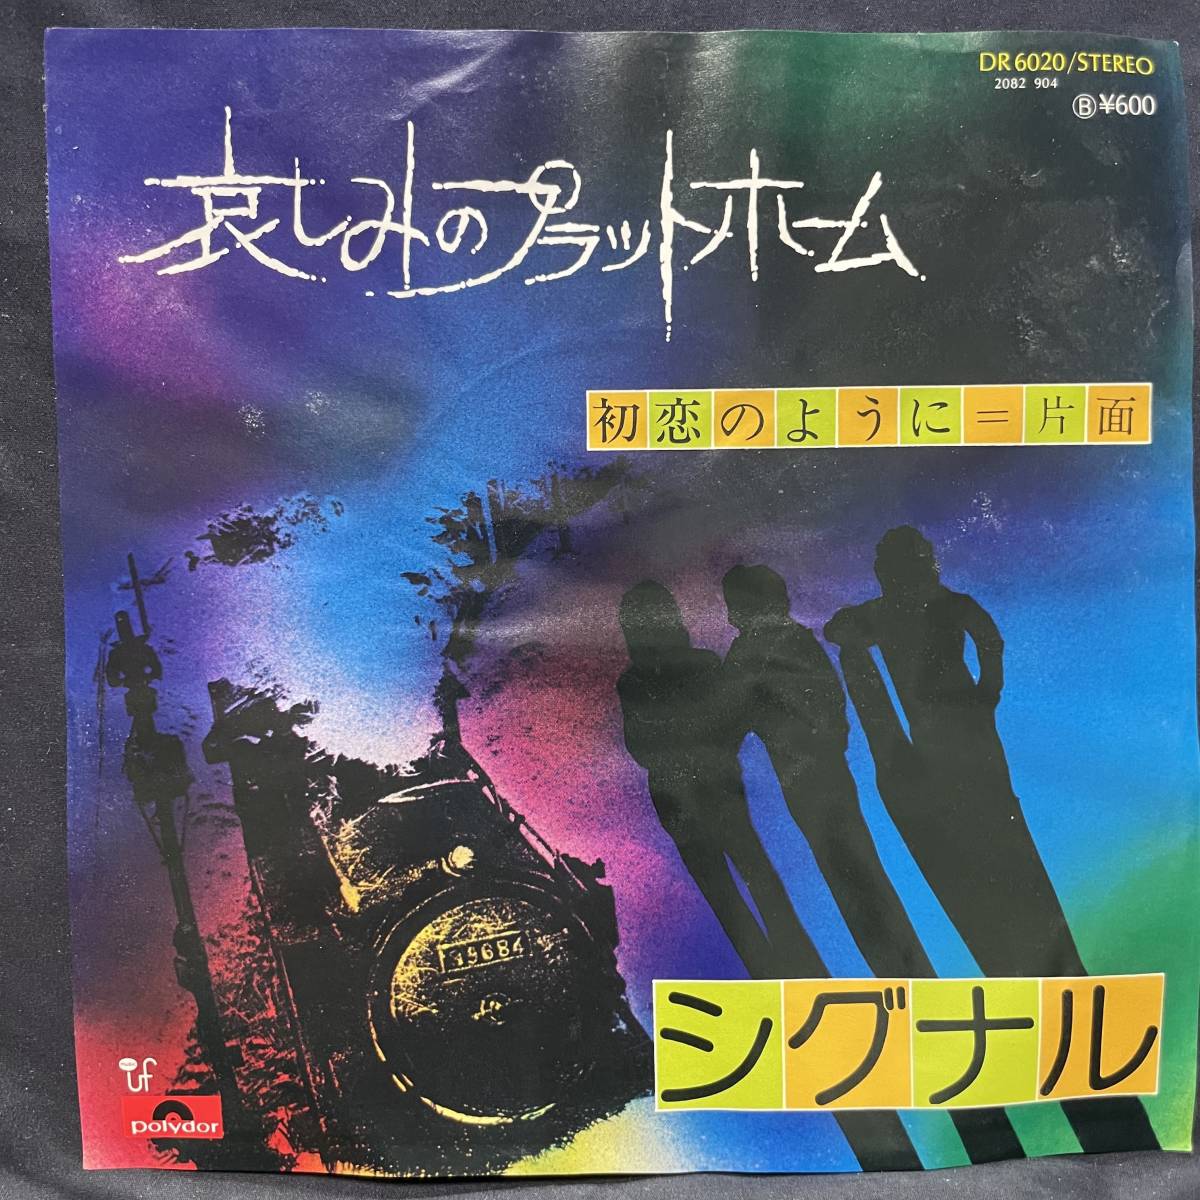 DR 6020/STEREO
2082 904
Ⓑ¥600
哀しみのプラットホーム
初恋のように=片面
39684
シグナル
uf
polydor